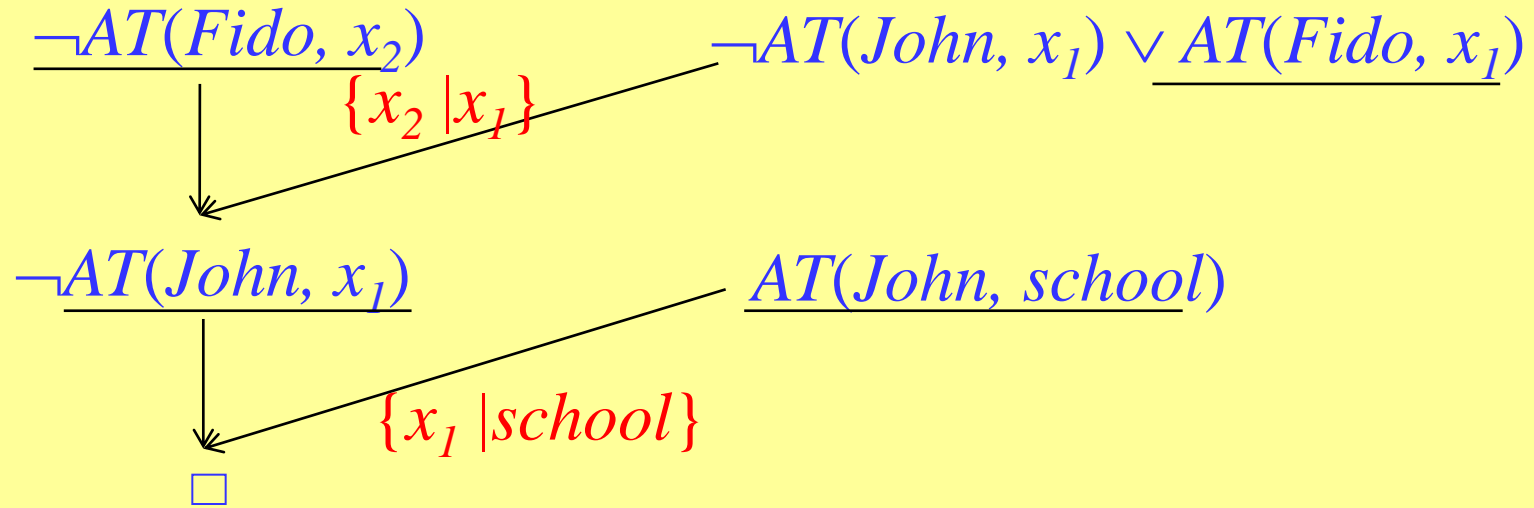 ¬AT(Fido, x₂) ¬AT(John, x₁) ∨ AT(Fido, x₁)
{x₂ |x₁}
¬AT(John, x₁) AT(John, school)
{x₁ |school}
□